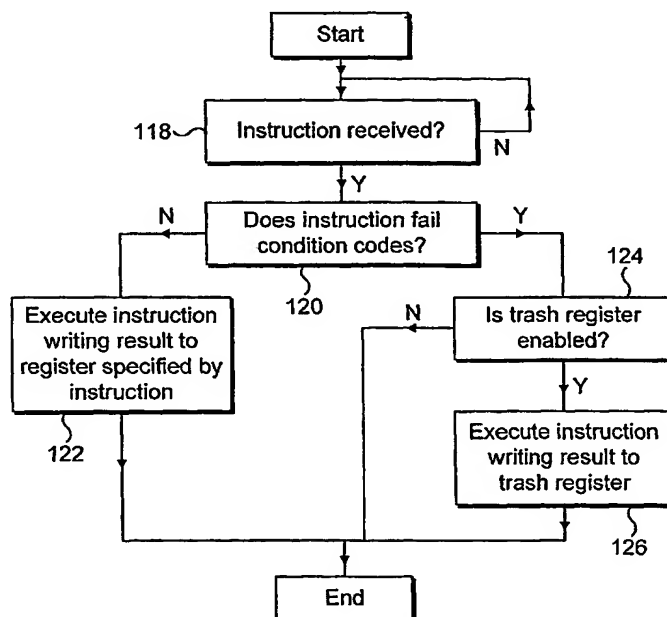 Start
118
Instruction received?
N
Y
N
Does instruction fail
condition codes?
Y
120
124
Execute instruction
writing result to
register specified by
instruction
122
N
Is trash register
enabled?
Y
Execute instruction
writing result to
trash register
126
End